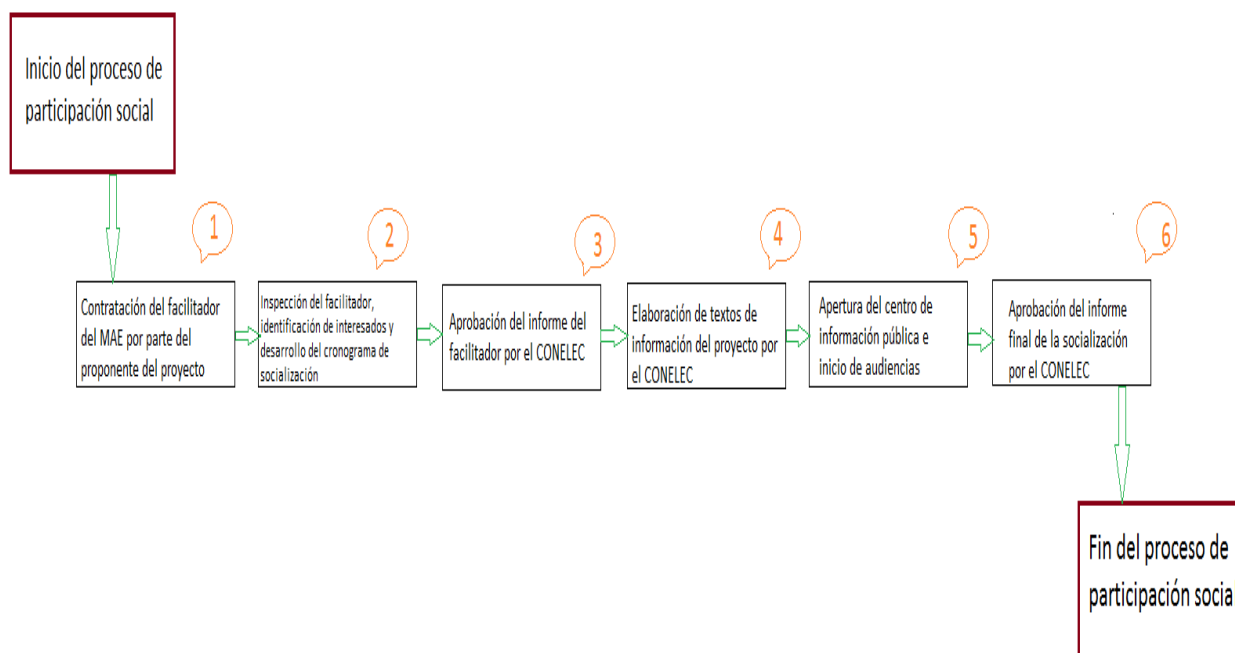 Inicio del proceso de
participación social
1
2
3
4
5
6
Contratación del facilitador
del MAE por parte del
proponente del proyecto
Inspección del facilitador,
identificación de interesados y
desarrollo del cronograma de
socialización
Aprobación del informe del
facilitador por el CONELEC
Elaboración de textos de
información del proyecto por
el CONELEC
Apertura del centro de
información pública e
inicio de audiencias
Aprobación del informe
final de la socialización
por el CONELEC
Fin del proceso de
participación social